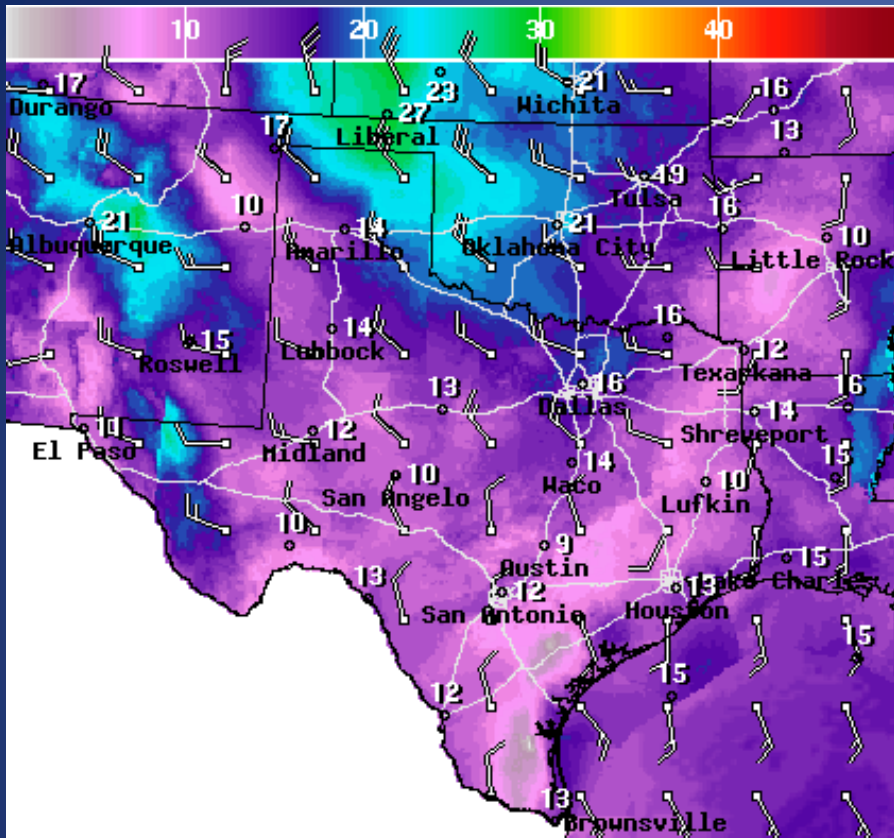 10 20 30 40
17 23 21 16
Durango Wichita
27 13
Liberal
17
19
Tulsa
10 14 21 16 10
21
Albuquerque Amarillo Oklahoma City Little Rock
15 14 16 12
Roswell Lubbock Texarkana
13 16 14 16
Dallas
11 12 Shreveport
El Paso Midland
10 14 10 15
San Angelo Waco Lufkin
10 9 15
Austin
13 12 13 Lake Charles
San Antonio Houston
15
12 15
13
Brownsville